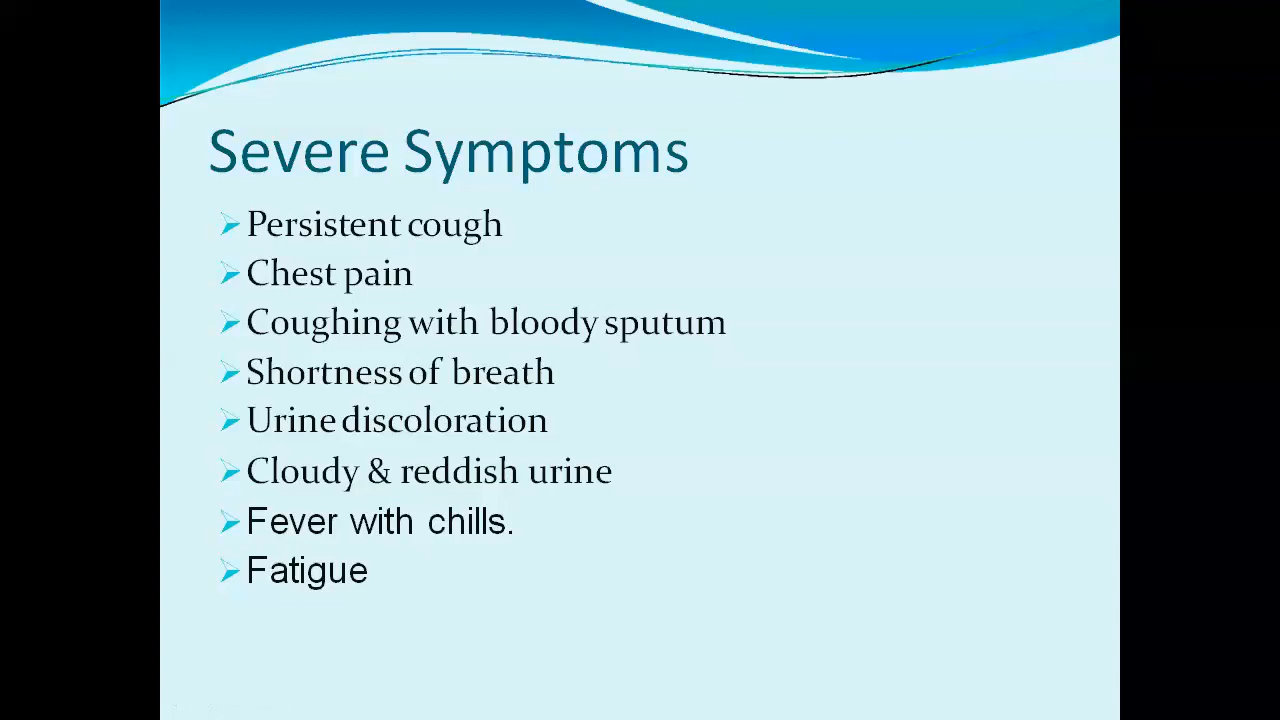 Severe Symptoms
Persistent cough
Chest pain
Coughing with bloody sputum
Shortness of breath
Urine discoloration
Cloudy & reddish urine
Fever with chills.
Fatigue